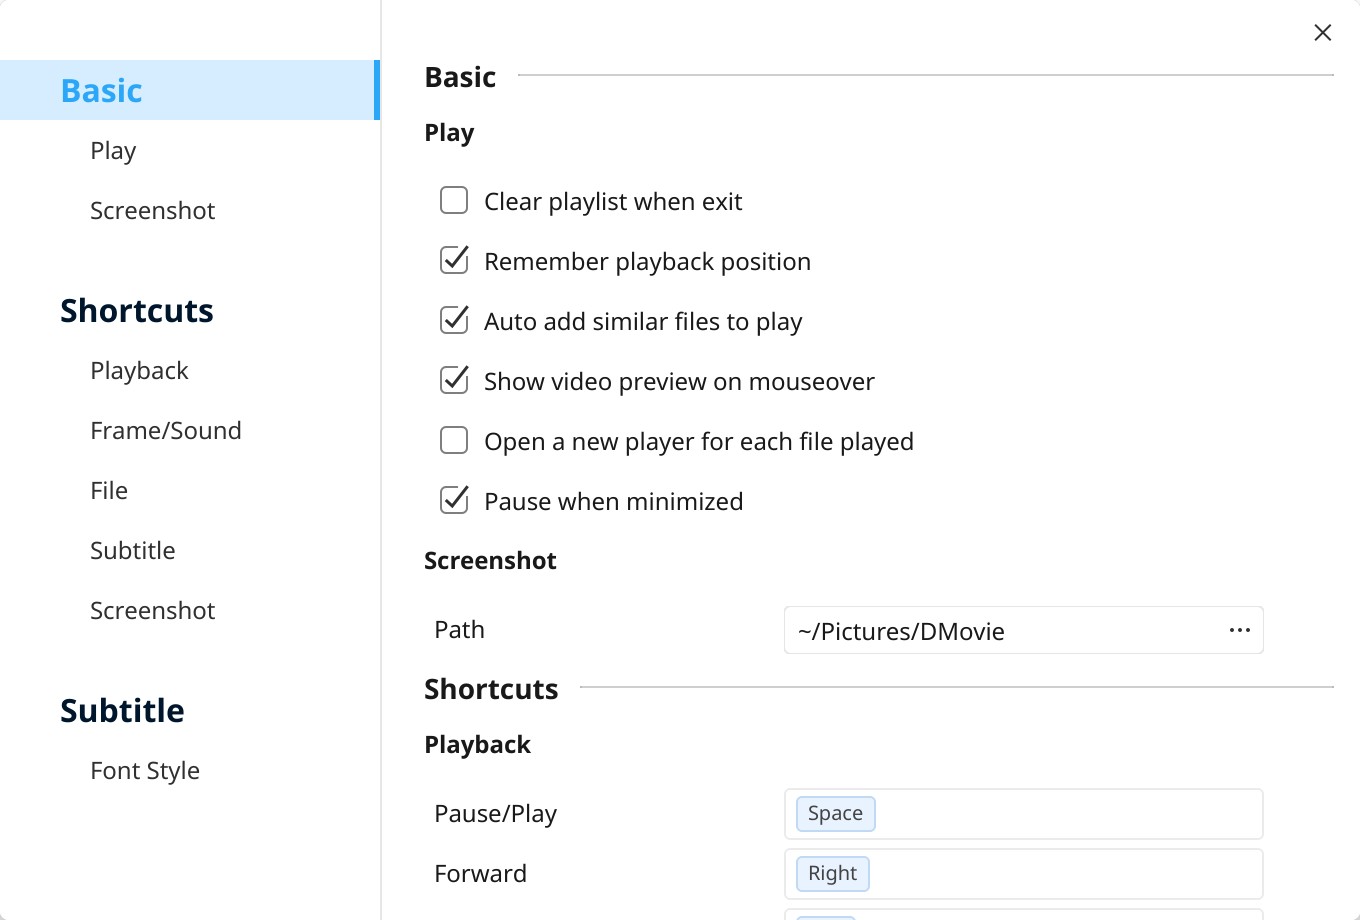 Basic
Play
Screenshot
Shortcuts
Playback
Frame/Sound
File
Subtitle
Screenshot
Subtitle
Font Style
Basic
Play
Clear playlist when exit
Remember playback position
Auto add similar files to play
Show video preview on mouseover
Open a new player for each file played
Pause when minimized
Screenshot
Path ~/Pictures/DMovie ...
Shortcuts
Playback
Pause/Play Space
Forward Right